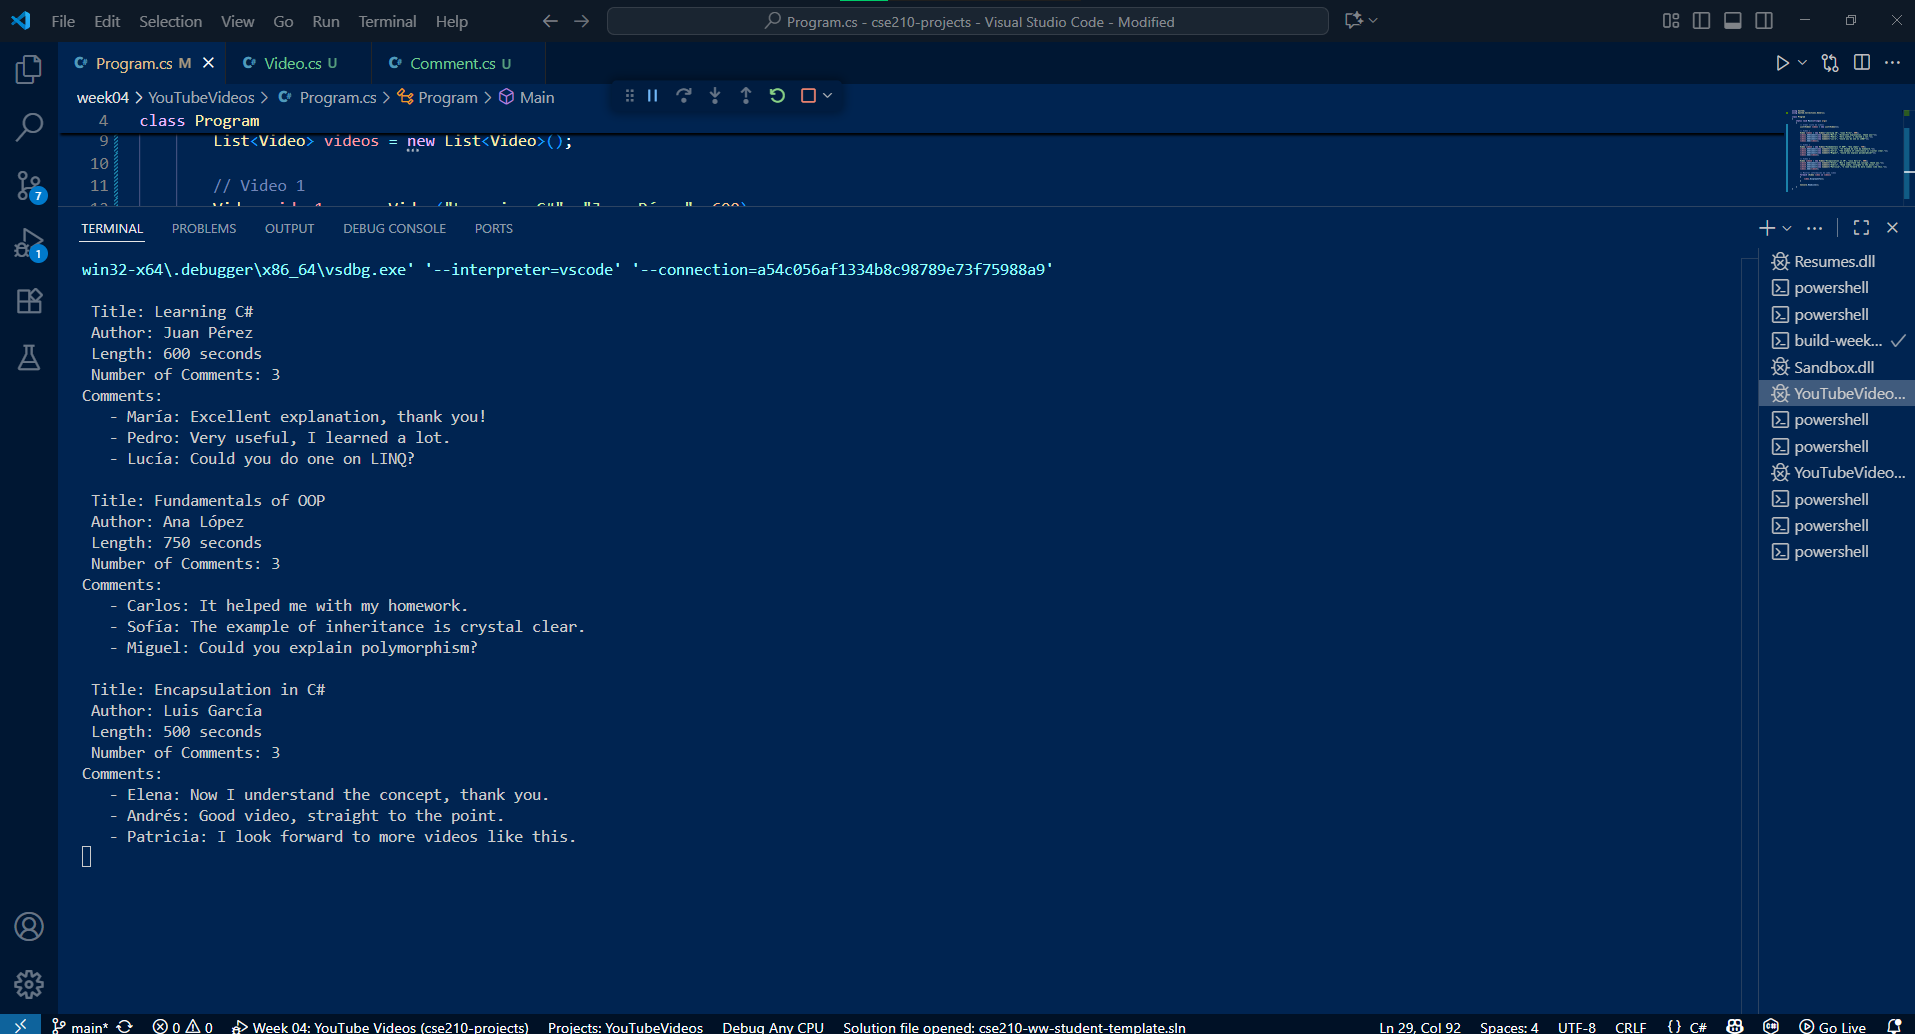 File Edit Selection View Go Run Terminal Help
Program.cs - cse210-projects - Visual Studio Code - Modified
Program.cs M Video.cs U Comment.cs U
week04 > YouTubeVideos > Program.cs > Program > Main
4 class Program
9 List<Video> videos = new List<Video>();
10
11 // Video 1
TERMINAL PROBLEMS OUTPUT DEBUG CONSOLE PORTS
win32-x64\.debugger\x86_64\vsdbg.exe' '--interpreter=vscode' '--connection=a54c056af1334b8c98789e73f75988a9'
Title: Learning C#
Author: Juan Pérez
Length: 600 seconds
Number of Comments: 3
Comments:
- María: Excellent explanation, thank you!
- Pedro: Very useful, I learned a lot.
- Lucía: Could you do one on LINQ?
Title: Fundamentals of OOP
Author: Ana López
Length: 750 seconds
Number of Comments: 3
Comments:
- Carlos: It helped me with my homework.
- Sofía: The example of inheritance is crystal clear.
- Miguel: Could you explain polymorphism?
Title: Encapsulation in C#
Author: Luis García
Length: 500 seconds
Number of Comments: 3
Comments:
- Elena: Now I understand the concept, thank you.
- Andrés: Good video, straight to the point.
- Patricia: I look forward to more videos like this.
Resumes.dll
powershell
powershell
build-week...
Sandbox.dll
YouTubeVideo...
powershell
powershell
YouTubeVideo...
powershell
powershell
powershell
7
1
main* 0 0 Week 04: YouTube Videos (cse210-projects) Projects: YouTubeVideos Debug Any CPU Solution file opened: cse210-ww-student-template.sln Ln 29, Col 92 Spaces: 4 UTF-8 CRLF {} C# Go Live